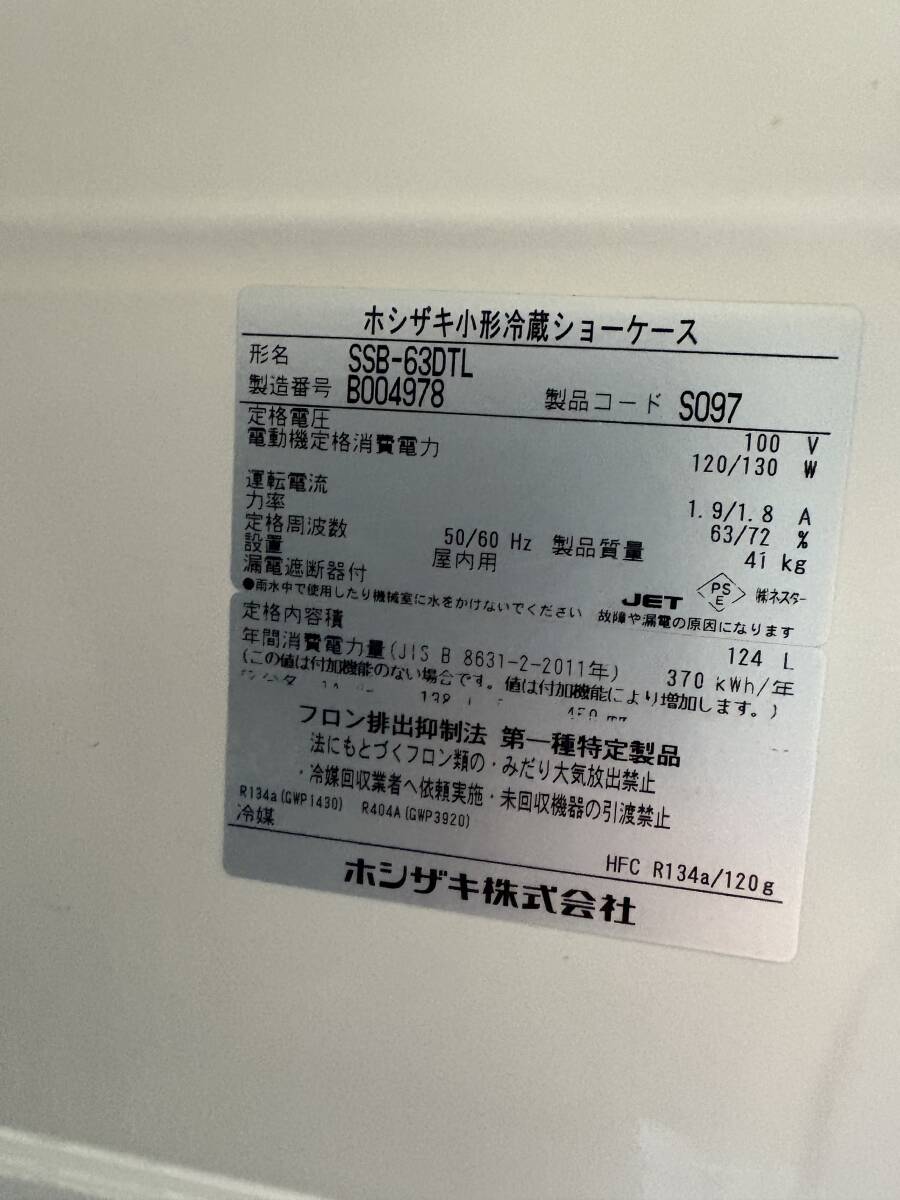 ホシザキ小形冷蔵ショーケース
形名 SSB-63DTL
製造番号 B004978 製品コード S097
定格電圧 100 V
電動機定格消費電力 120/130 W
運転電流 1.9/1.8 A
力率 63/72 %
定格周波数 50/60 Hz 製品質量 41 kg
設置 屋内用
漏電遮断器付 JET PSE ㈱ネスター
●雨水中で使用したり機械室に水をかけないでください 故障や漏電の原因になります
定格内容積 124 L
年間消費電力量(JIS B 8631-2-2011年) 370 kWh/年
(この値は付加機能のない場合です。値は付加機能により増加します。)
フロン排出抑制法 第一種特定製品
法にもとづくフロン類の・みだり大気放出禁止
・冷媒回収業者へ依頼実施・未回収機器の引渡禁止
R134a(GWP1430) R404A(GWP3920)
冷媒 HFC R134a/120g
ホシザキ株式会社